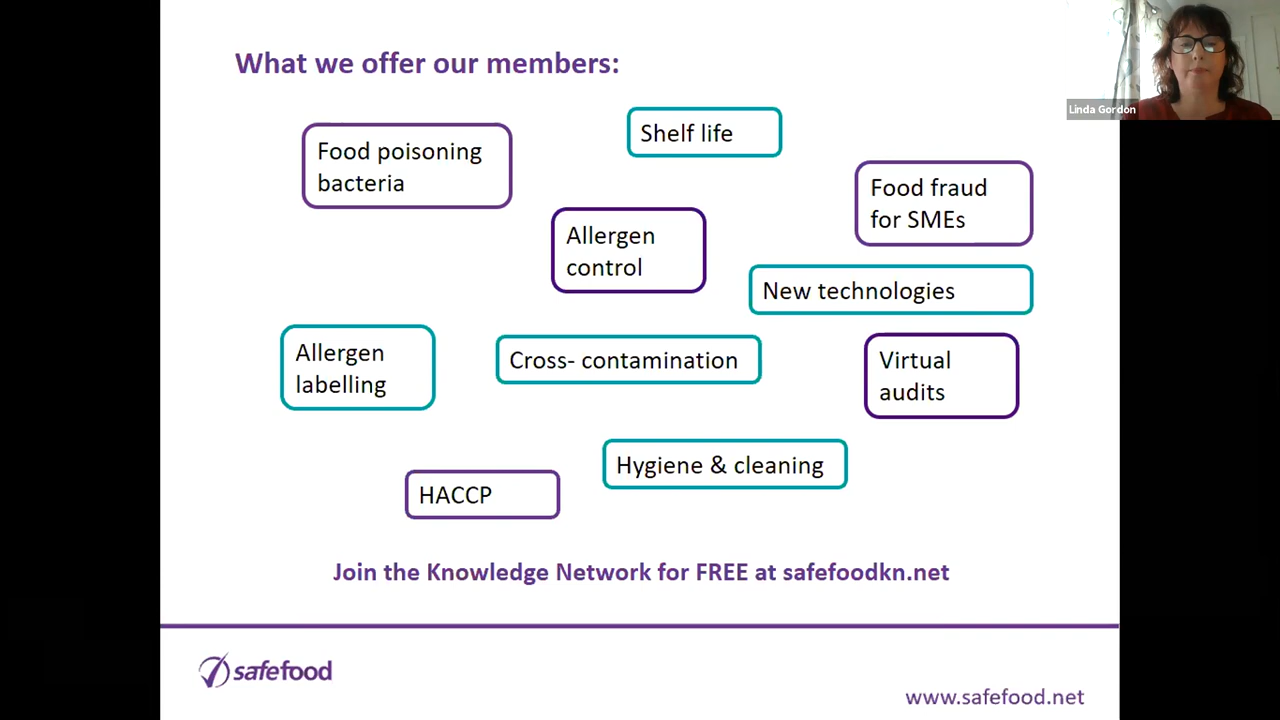 What we offer our members:
Linda Gordon
Shelf life
Food poisoning
bacteria
Food fraud
for SMEs
Allergen
control
New technologies
Allergen
labelling
Cross- contamination
Virtual
audits
Hygiene & cleaning
HACCP
Join the Knowledge Network for FREE at safefoodkn.net
safefood
www.safefood.net